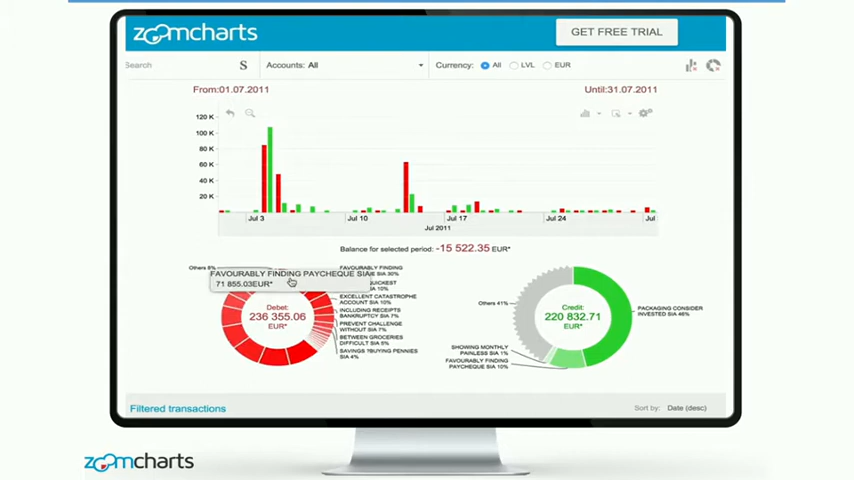 zoomcharts
GET FREE TRIAL
Search
S
Accounts: All
Currency: All LVL EUR
From:01.07.2011
Until:31.07.2011
120 K
100 K
80 K
60 K
40 K
20 K
Jul 3
Jul 10
Jul 17
Jul 24
Jul 31
Jul 2011
Balance for selected period: -15 522.35 EUR*
Others 8%
FAVOURABLY FINDING
SIA 30%
FAVOURABLY FINDING PAYCHEQUE SIA
71 855.03EUR*
QUICKEST
SIA 10%
EXCELLENT CATASTROPHE
ACCOUNT SIA 10%
INCLUDING RECEIPTS
BANKRUPTCY SIA 7%
PREVENT CHALLENGE
WITHOUT SIA 7%
BETWEEN GROCERIES
DIFFICULT SIA 5%
SAVINGS ?BUYING PENNIES
SIA 4%
Debet:
236 355.06
EUR*
Others 41%
Credit:
220 832.71
EUR*
PACKAGING CONSIDER
INVESTED SIA 46%
SHOWING MONTHLY
PAINLESS SIA 1%
FAVOURABLY FINDING
PAYCHEQUE SIA 10%
Filtered transactions
Sort by: Date (desc)
zoomcharts